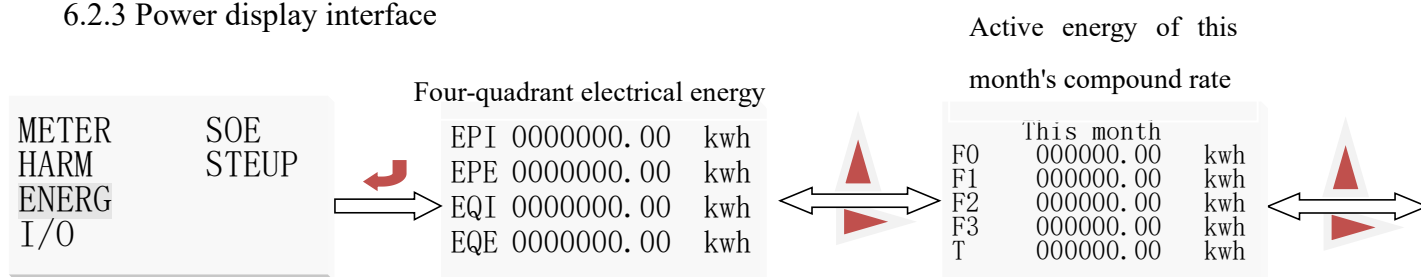 6.2.3 Power display interface
METER SOE
HARM STEUP
ENERG
I/O
Four-quadrant electrical energy
EPI 0000000.00 kwh
EPE 0000000.00 kwh
EQI 0000000.00 kwh
EQE 0000000.00 kwh
Active energy of this
month's compound rate
This month
F0 000000.00 kwh
F1 000000.00 kwh
F2 000000.00 kwh
F3 000000.00 kwh
T 000000.00 kwh